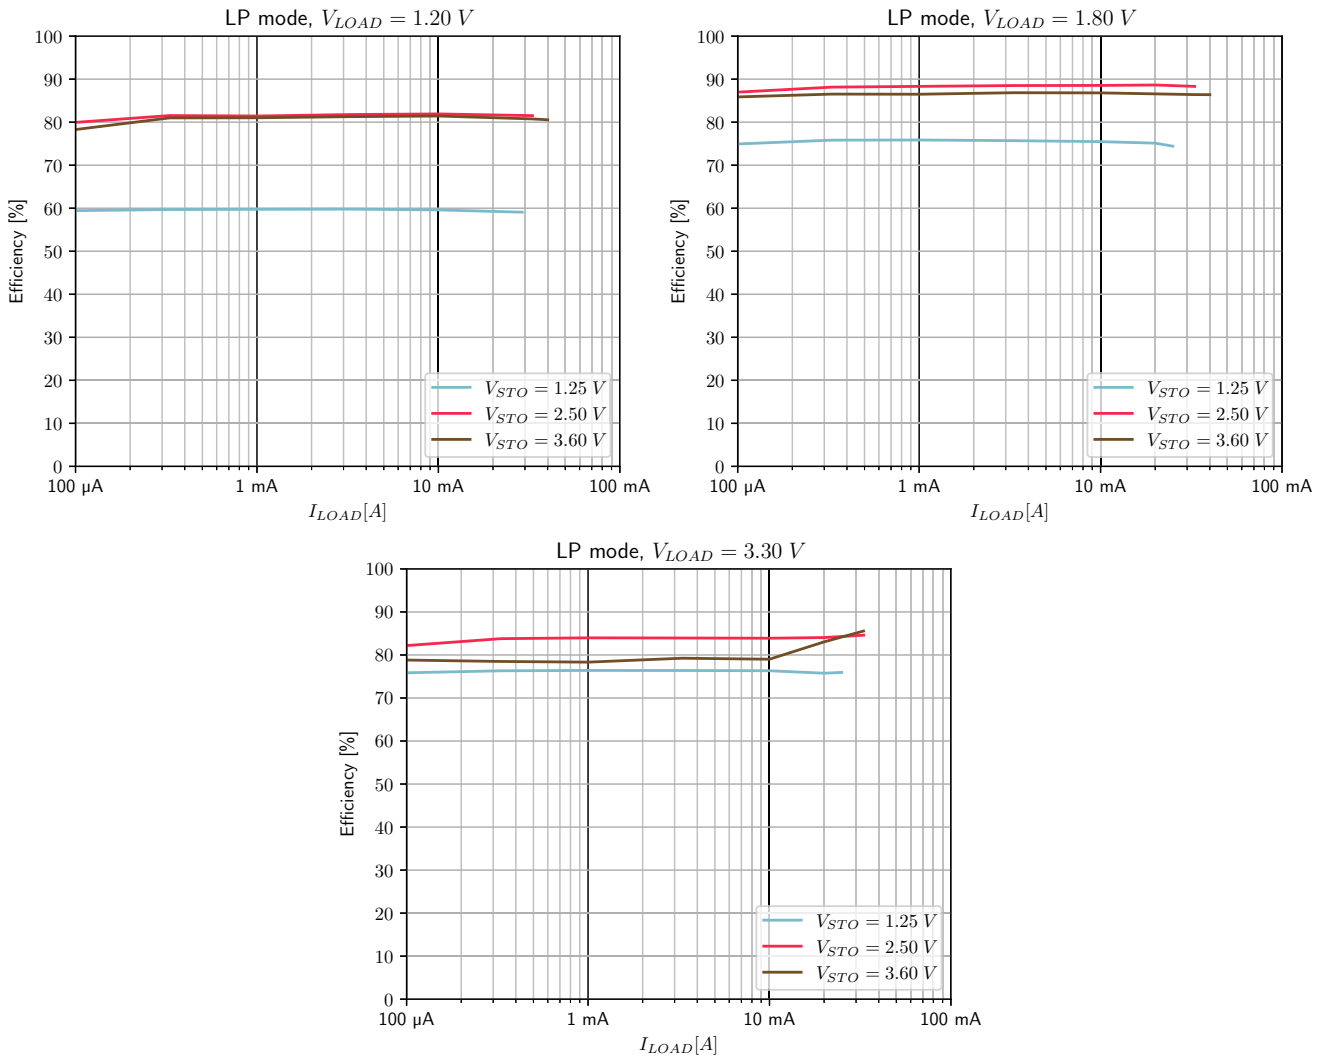 LP mode, V_LOAD = 1.20 V
100
90
80
70
60
50
40
30
20
10
0
Efficiency [%]
V_STO = 1.25 V
V_STO = 2.50 V
V_STO = 3.60 V
100 µA 1 mA 10 mA 100 mA
I_LOAD[A]
LP mode, V_LOAD = 1.80 V
100
90
80
70
60
50
40
30
20
10
0
Efficiency [%]
V_STO = 1.25 V
V_STO = 2.50 V
V_STO = 3.60 V
100 µA 1 mA 10 mA 100 mA
I_LOAD[A]
LP mode, V_LOAD = 3.30 V
100
90
80
70
60
50
40
30
20
10
0
Efficiency [%]
V_STO = 1.25 V
V_STO = 2.50 V
V_STO = 3.60 V
100 µA 1 mA 10 mA 100 mA
I_LOAD[A]